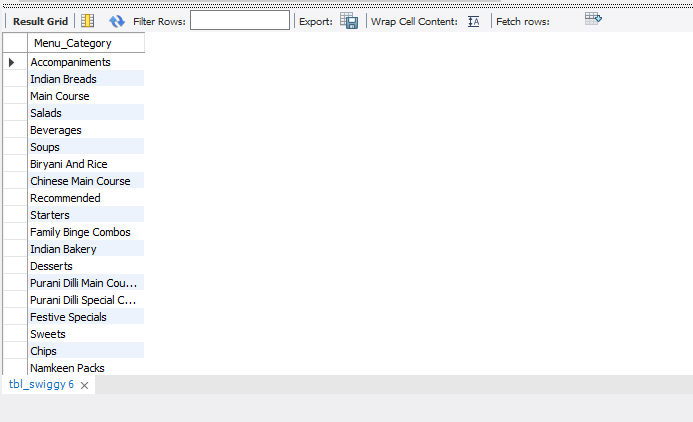 Result Grid Filter Rows: Export: Wrap Cell Content: Fetch rows:
Menu_Category
Accompaniments
Indian Breads
Main Course
Salads
Beverages
Soups
Biryani And Rice
Chinese Main Course
Recommended
Starters
Family Binge Combos
Indian Bakery
Desserts
Purani Dilli Main Cou...
Purani Dilli Special C...
Festive Specials
Sweets
Chips
Namkeen Packs
tbl_swiggy 6